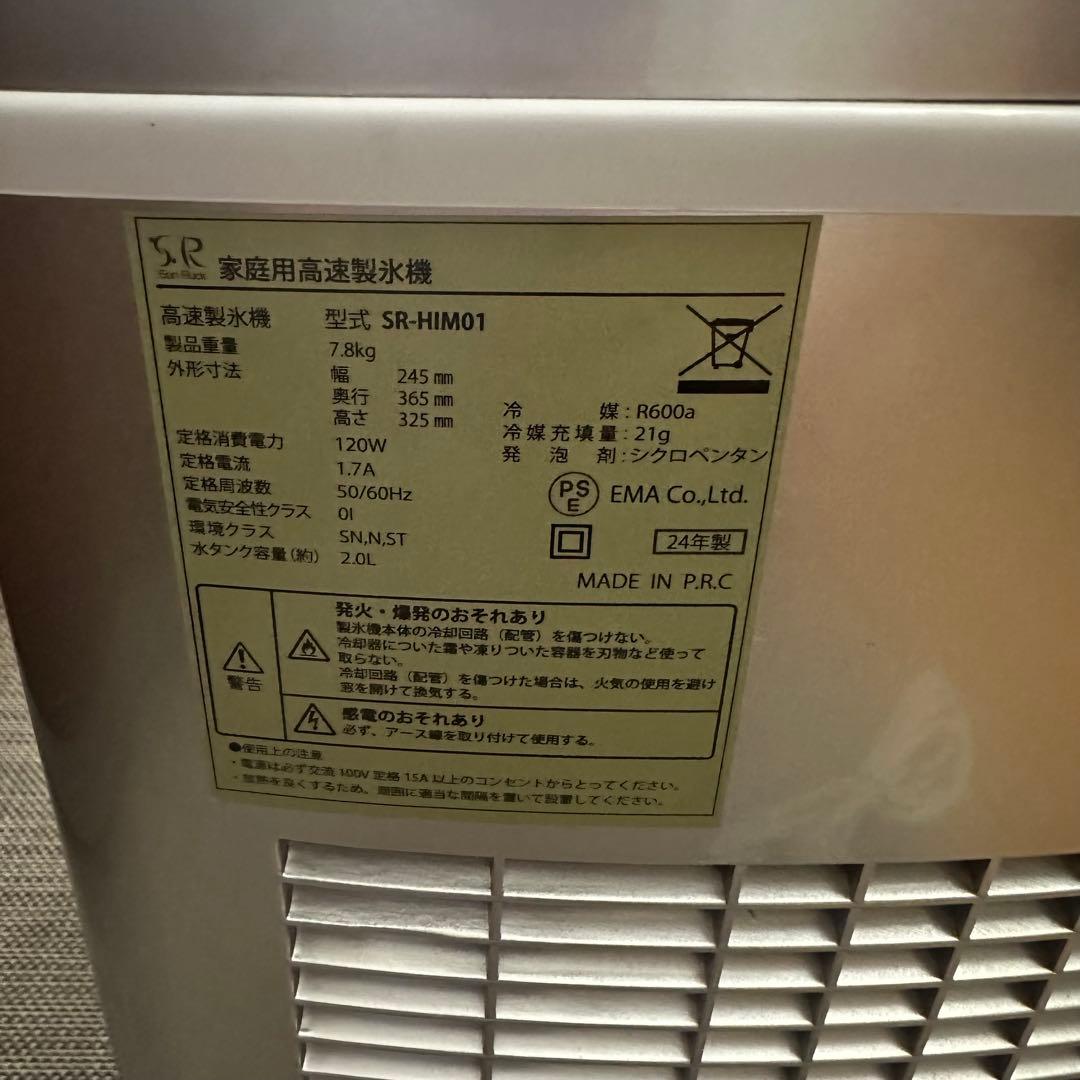 S.R
家庭用高速製氷機
高速製氷機 型式 SR-HIM01
製品重量 7.8kg
外形寸法 幅 245 mm
奥行 365 mm
高さ 325 mm
定格消費電力 120W
定格電流 1.7A
定格周波数 50/60Hz
電気安全性クラス 0I
環境クラス SN,N,ST
水タンク容量(約) 2.0L
冷媒:R600a
冷媒充填量:21g
発泡剤:シクロペンタン
PSE EMA Co.,Ltd.
24年製
MADE IN P.R.C
警告
発火・爆発のおそれあり
製氷機本体の冷却回路(配管)を傷つけない。
冷却器についた霜や凍りついた容器を刃物など使って
取らない。
冷却回路(配管)を傷つけた場合は、火気の使用を避け
窓を開けて換気する。
感電のおそれあり
必ず、アース線を取り付けて使用する。
●使用上の注意
・電源は必ず交流100V定格15A以上のコンセントからとってください。
・放熱を良くするため、周囲に適当な間隔を置いて設置してください。